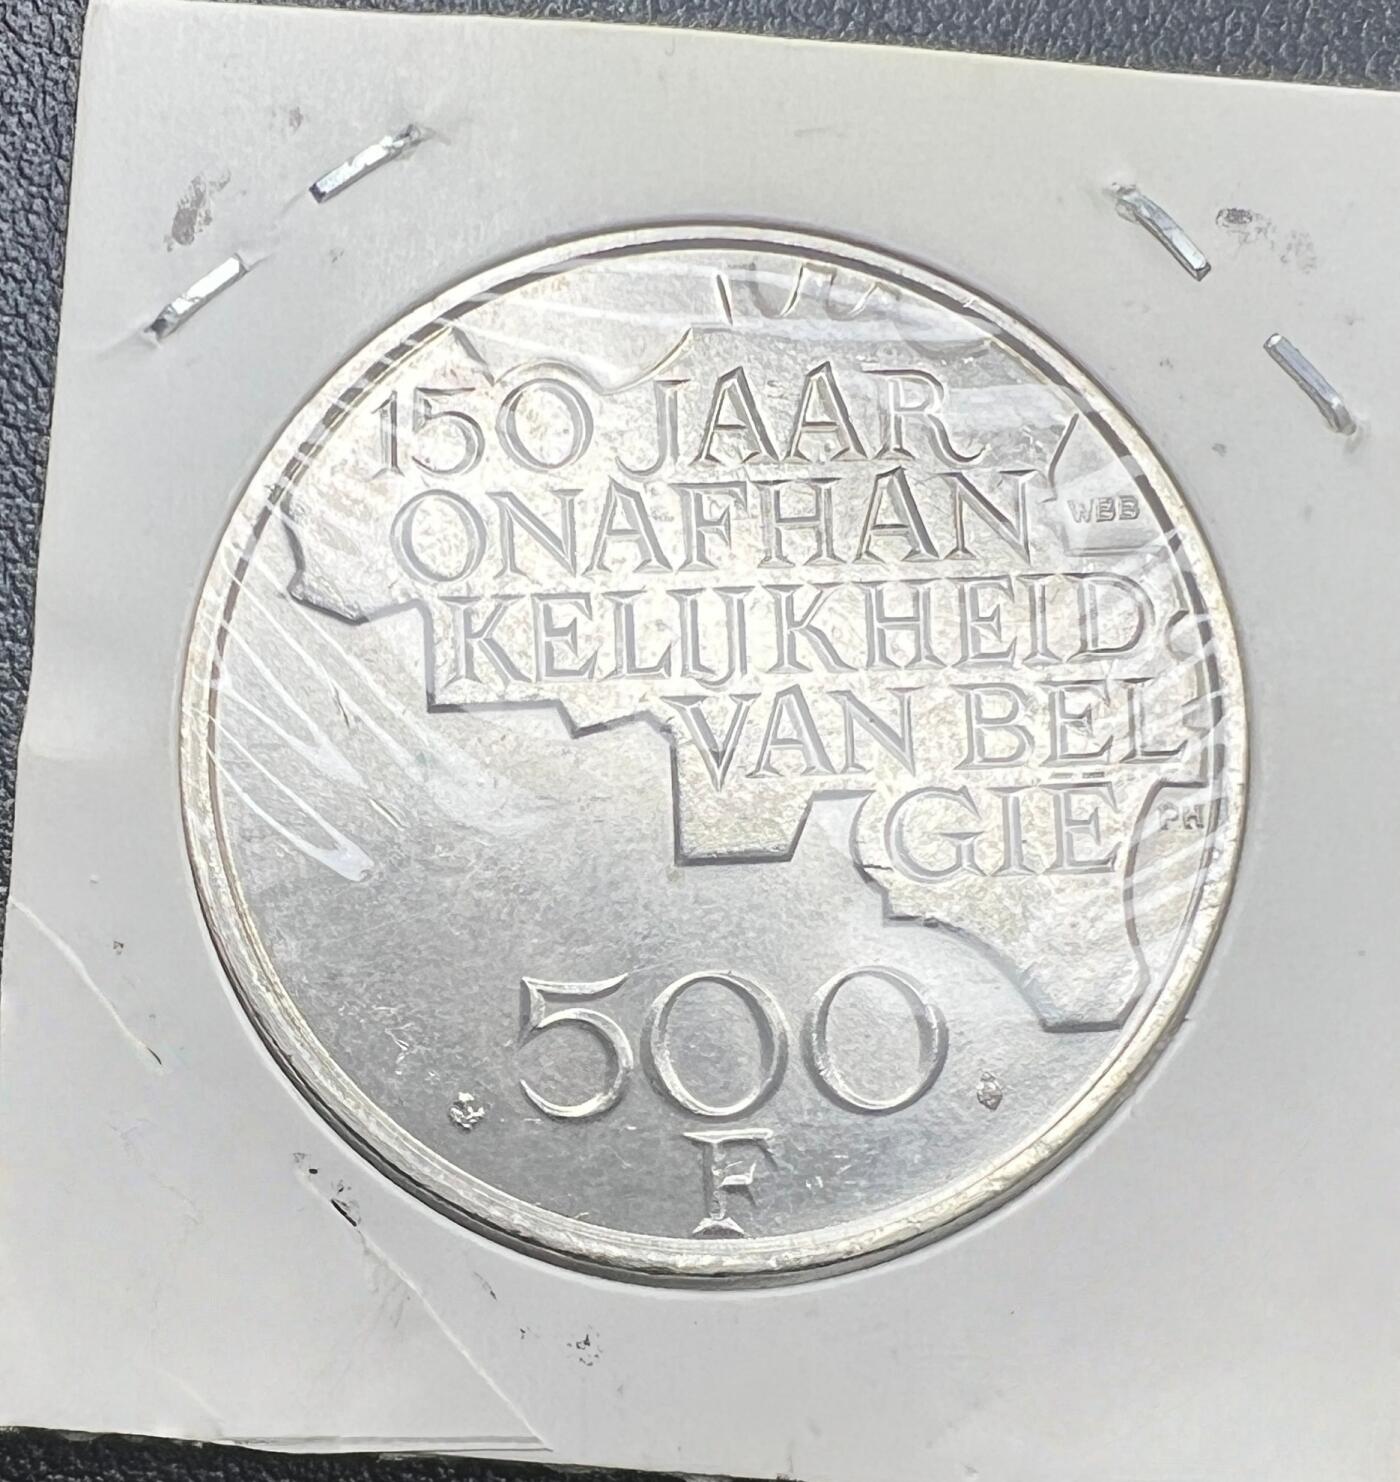 150 JAAR
ONAFHAN
WBB
KELIJKHEID
VAN BEL
GIË
PH
500
F